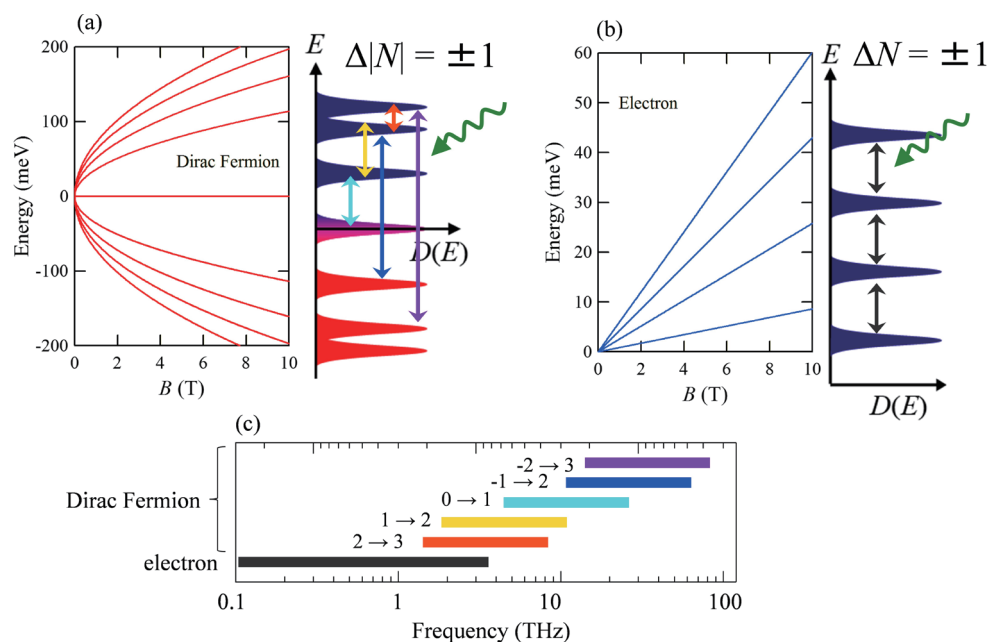 (a)
200
100
0
-100
-200
Energy (meV)
0 2 4 6 8 10
B (T)
Dirac Fermion
E
Δ|N| = ±1
D(E)
(b)
60
50
40
30
20
10
0
Energy (meV)
0 2 4 6 8 10
B (T)
Electron
E
ΔN = ±1
D(E)
(c)
Dirac Fermion
-2 → 3
-1 → 2
0 → 1
1 → 2
2 → 3
electron
0.1 1 10 100
Frequency (THz)